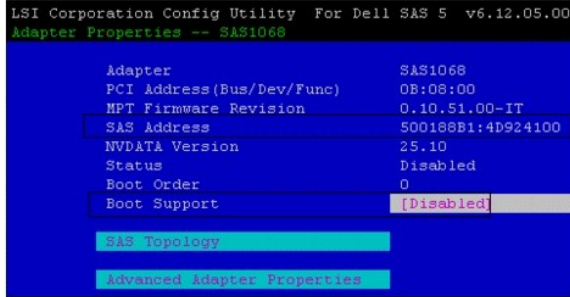 LSI Corporation Config Utility For Dell SAS 5 v6.12.05.00
Adapter Properties -- SAS1068
Adapter SAS1068
PCI Address(Bus/Dev/Func) 0B:08:00
MPT Firmware Revision 0.10.51.00-IT
SAS Address 500188B1:4D924100
NVDATA Version 25.10
Status Disabled
Boot Order 0
Boot Support [Disabled]
SAS Topology
Advanced Adapter Properties